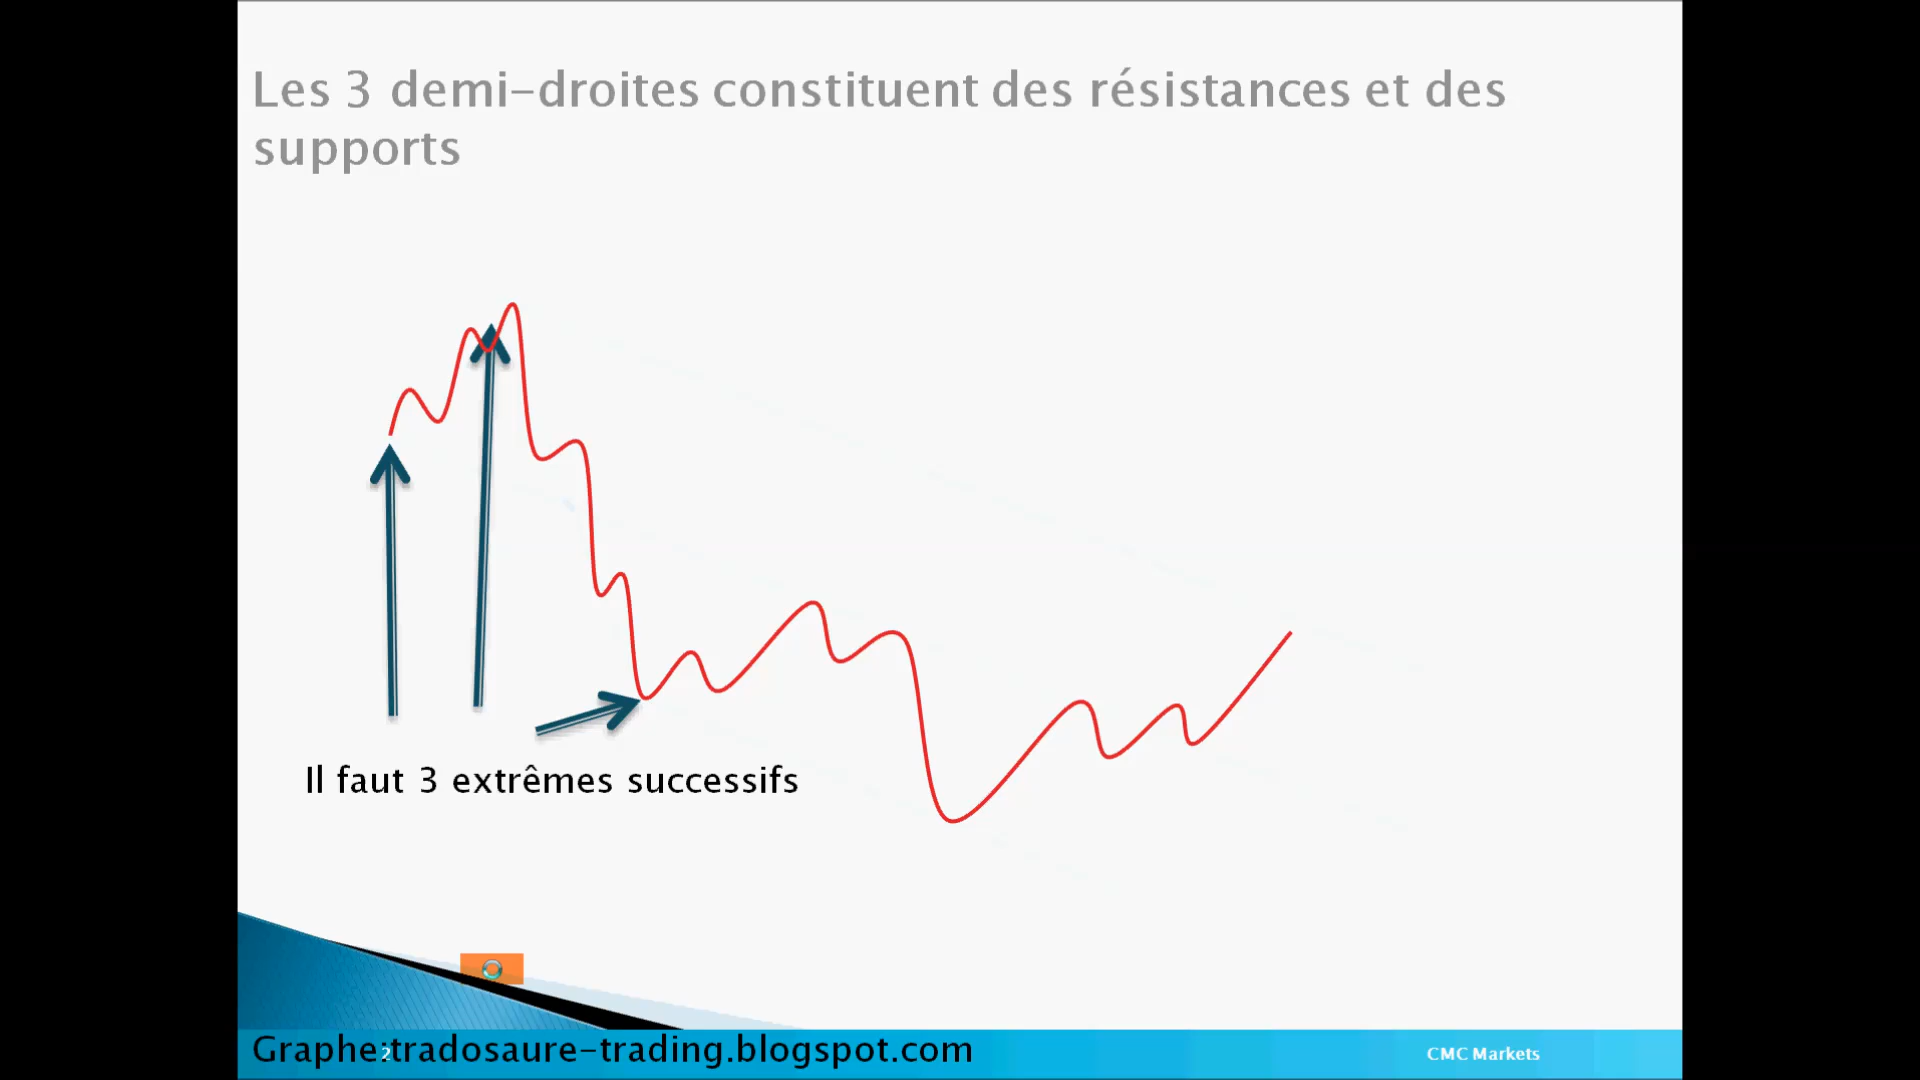 Les 3 demi-droites constituent des résistances et des
supports
Il faut 3 extrêmes successifs
Graphe:tradosaure-trading.blogspot.com
2
CMC Markets